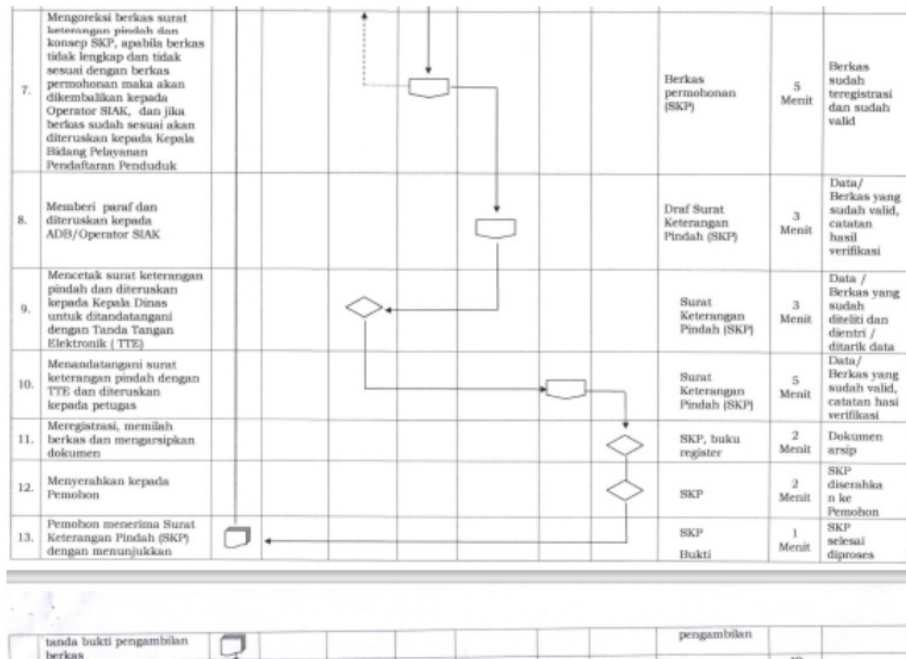 7.
Mengoreksi berkas surat
keterangan pindah dan
konsep SKP, apabila berkas
tidak lengkap dan tidak
sesuai dengan berkas
permohonan maka akan
dikembalikan kepada
Operator SIAK, dan jika
berkas sudah sesuai akan
diteruskan kepada Kepala
Bidang Pelayanan
Pendaftaran Penduduk
Berkas
permohonan
(SKP)
5
Menit
Berkas
sudah
teregistrasi
dan sudah
valid
8.
Memberi paraf dan
diteruskan kepada
ADB/Operator SIAK
Draf Surat
Keterangan
Pindah (SKP)
3
Menit
Data/
Berkas yang
sudah valid,
catatan
hasil
verifikasi
9.
Mencetak surat keterangan
pindah dan diteruskan
kepada Kepala Dinas
untuk ditandatangani
dengan Tanda Tangan
Elektronik ( TTE)
Surat
Keterangan
Pindah (SKP)
3
Menit
Data /
Berkas yang
sudah
diteliti dan
dientri /
ditarik data
10.
Menandatangani surat
keterangan pindah dengan
TTE dan diteruskan
kepada petugas
Surat
Keterangan
Pindah (SKP)
5
Menit
Data/
Berkas yang
sudah valid,
catatan hasi
verifikasi
11.
Meregistrasi, memilah
berkas dan mengarsipkan
dokumen
SKP, buku
register
2
Menit
Dokumen
arsip
12.
Menyerahkan kepada
Pemohon
SKP
2
Menit
SKP
diserahka
n ke
Pemohon
13.
Pemohon menerima Surat
Keterangan Pindah (SKP)
dengan menunjukkan
SKP
Bukti
1
Menit
SKP
selesai
diproses
tanda bukti pengambilan
berkas
pengambilan